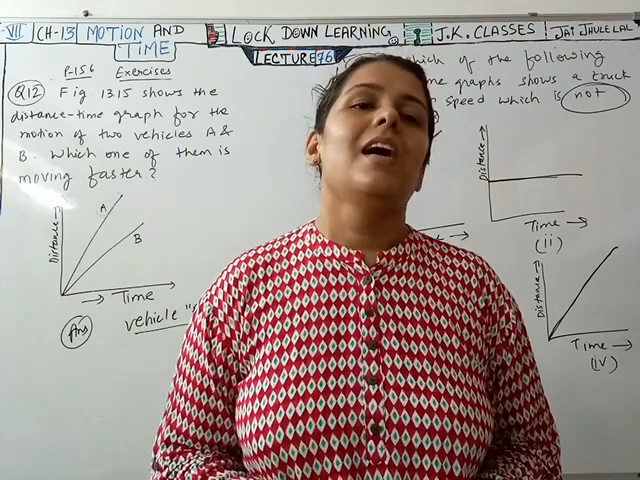 VII CH-13 MOTION AND TIME LOCK DOWN LEARNING J.K. CLASSES JAI JHULELAL
LECTURE 76
P-156 Exercises
Q12 Fig 13.15 shows the
distance-time graph for the
motion of two vehicles A &
B. Which one of them is
moving faster?
A
B
Distance →
→ Time
Ans
vehicle
which of the following
me graphs shows a truck
speed which is not
Distance →
Time →
(ii)
Distance →
Time →
(iv)